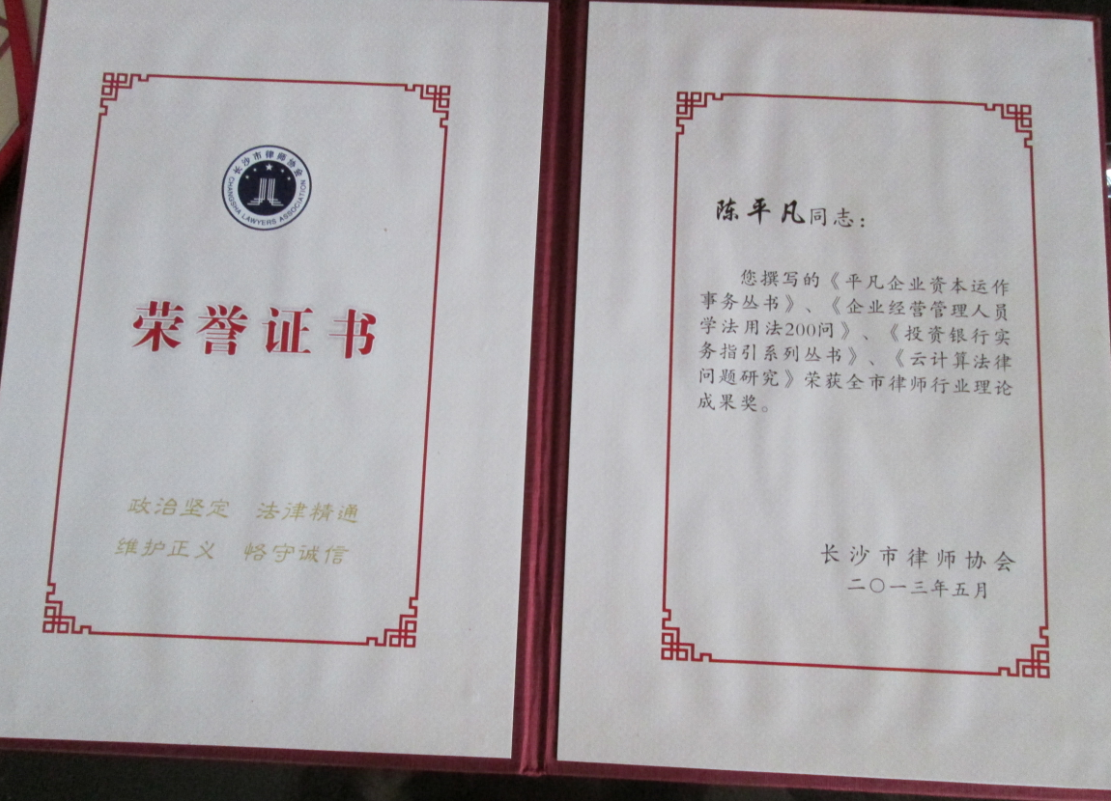 长沙市律师协会
CHANGSHA LAWYERS ASSOCIATION
荣誉证书
政治坚定 法律精通
维护正义 恪守诚信
陈平凡同志：
您撰写的《平凡企业资本运作
事务丛书》、《企业经营管理人员
学法用法200问》、《投资银行实
务指引系列丛书》、《云计算法律
问题研究》荣获全市律师行业理论
成果奖。
长沙市律师协会
二〇一三年五月